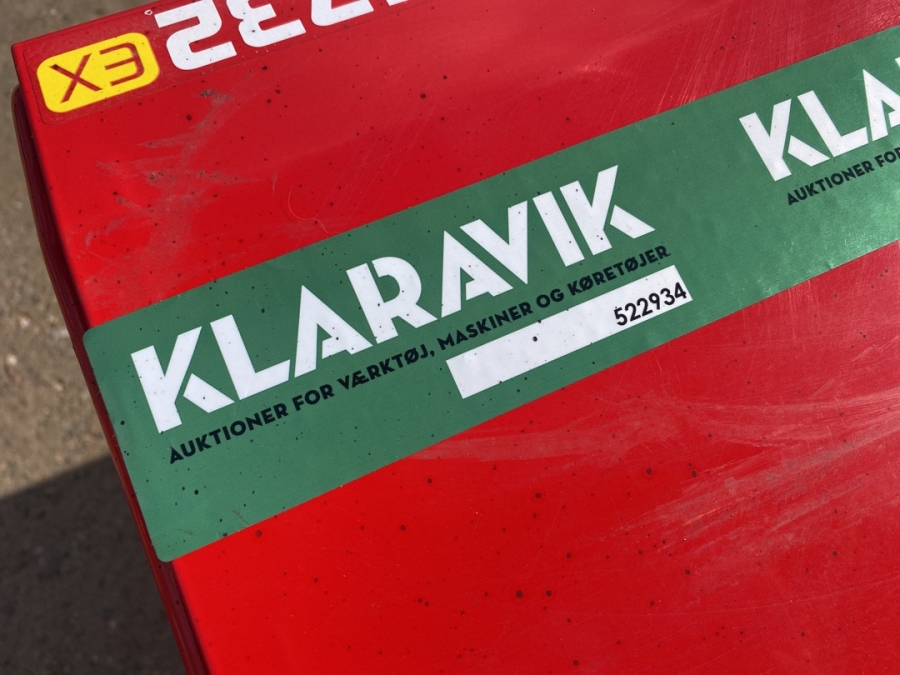 EX
KLARAVIK
AUKTIONER FOR VÆRKTØJ, MASKINER OG KØRETØJER
522934
KLA
AUKTIONER FOR